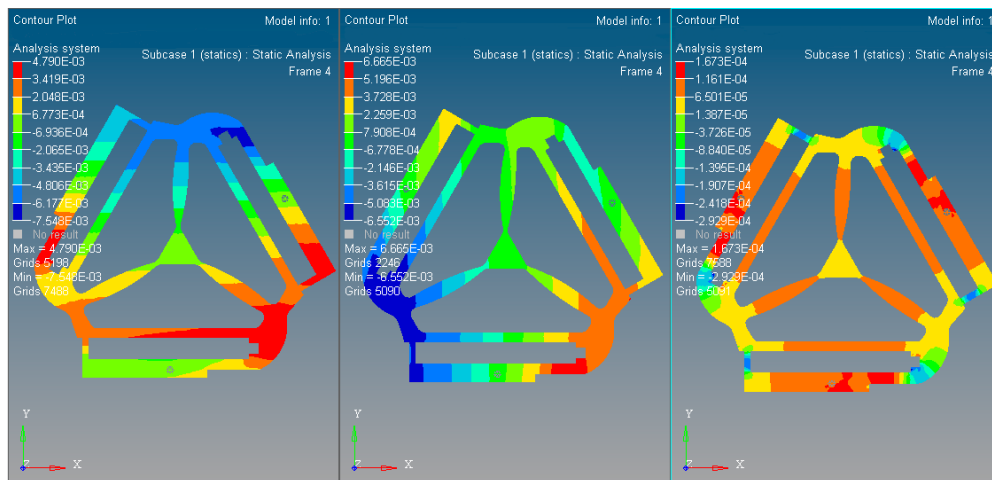 Contour Plot
Model info: 1
Analysis system
Subcase 1 (statics) : Static Analysis
Frame 4
4.790E-03
3.419E-03
2.048E-03
6.773E-04
-6.936E-04
-2.065E-03
-3.435E-03
-4.806E-03
-6.177E-03
-7.548E-03
No result
Max = 4.790E-03
Grids 5198
Min = -7.548E-03
Grids 7488
Y
Z
X
Contour Plot
Model info: 1
Analysis system
Subcase 1 (statics) : Static Analysis
Frame 4
6.665E-03
5.196E-03
3.728E-03
2.259E-03
7.908E-04
-6.778E-04
-2.146E-03
-3.615E-03
-5.083E-03
-6.552E-03
No result
Max = 6.665E-03
Grids 2246
Min = -6.552E-03
Grids 5090
Y
Z
X
Contour Plot
Model info: 1
Analysis system
Subcase 1 (statics) : Static Analysis
Frame 4
1.673E-04
1.161E-04
6.501E-05
1.387E-05
-3.726E-05
-8.840E-05
-1.395E-04
-1.907E-04
-2.418E-04
-2.929E-04
No result
Max = 1.673E-04
Min = -2.929E-04
Y
Z
X